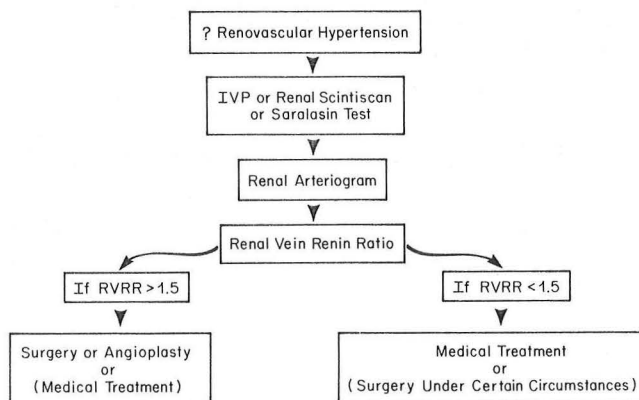 ? Renovascular Hypertension
IVP or Renal Scintiscan
or Saralasin Test
Renal Arteriogram
Renal Vein Renin Ratio
If RVRR > 1.5
If RVRR < 1.5
Surgery or Angioplasty
or
(Medical Treatment)
Medical Treatment
or
(Surgery Under Certain Circumstances)